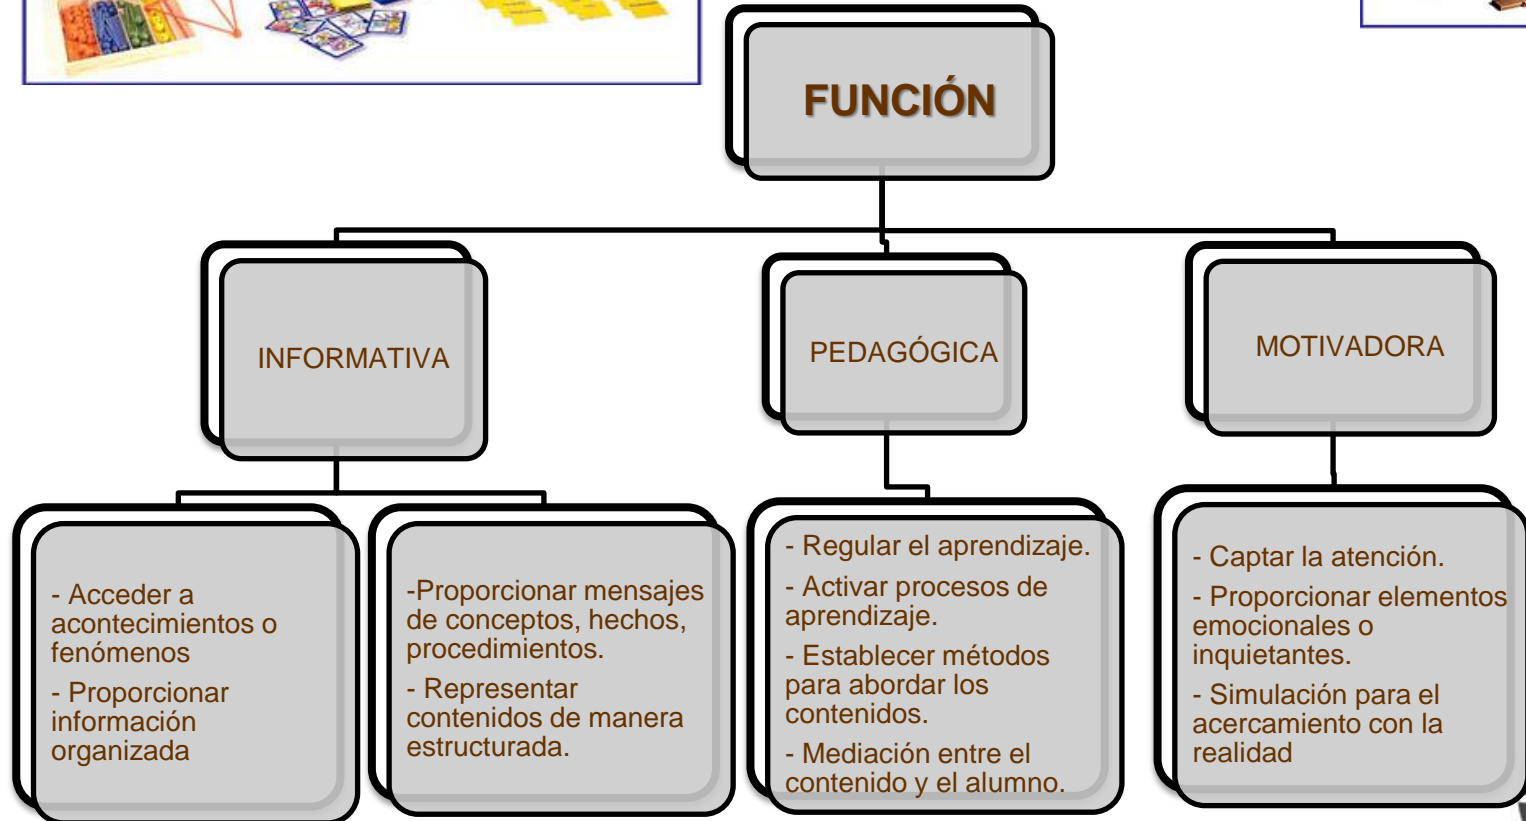 FUNCIÓN
INFORMATIVA
PEDAGÓGICA
MOTIVADORA
- Acceder a
acontecimientos o
fenómenos
- Proporcionar
información
organizada
-Proporcionar mensajes
de conceptos, hechos,
procedimientos.
- Representar
contenidos de manera
estructurada.
- Regular el aprendizaje.
- Activar procesos de
aprendizaje.
- Establecer métodos
para abordar los
contenidos.
- Mediación entre el
contenido y el alumno.
- Captar la atención.
- Proporcionar elementos
emocionales o
inquietantes.
- Simulación para el
acercamiento con la
realidad